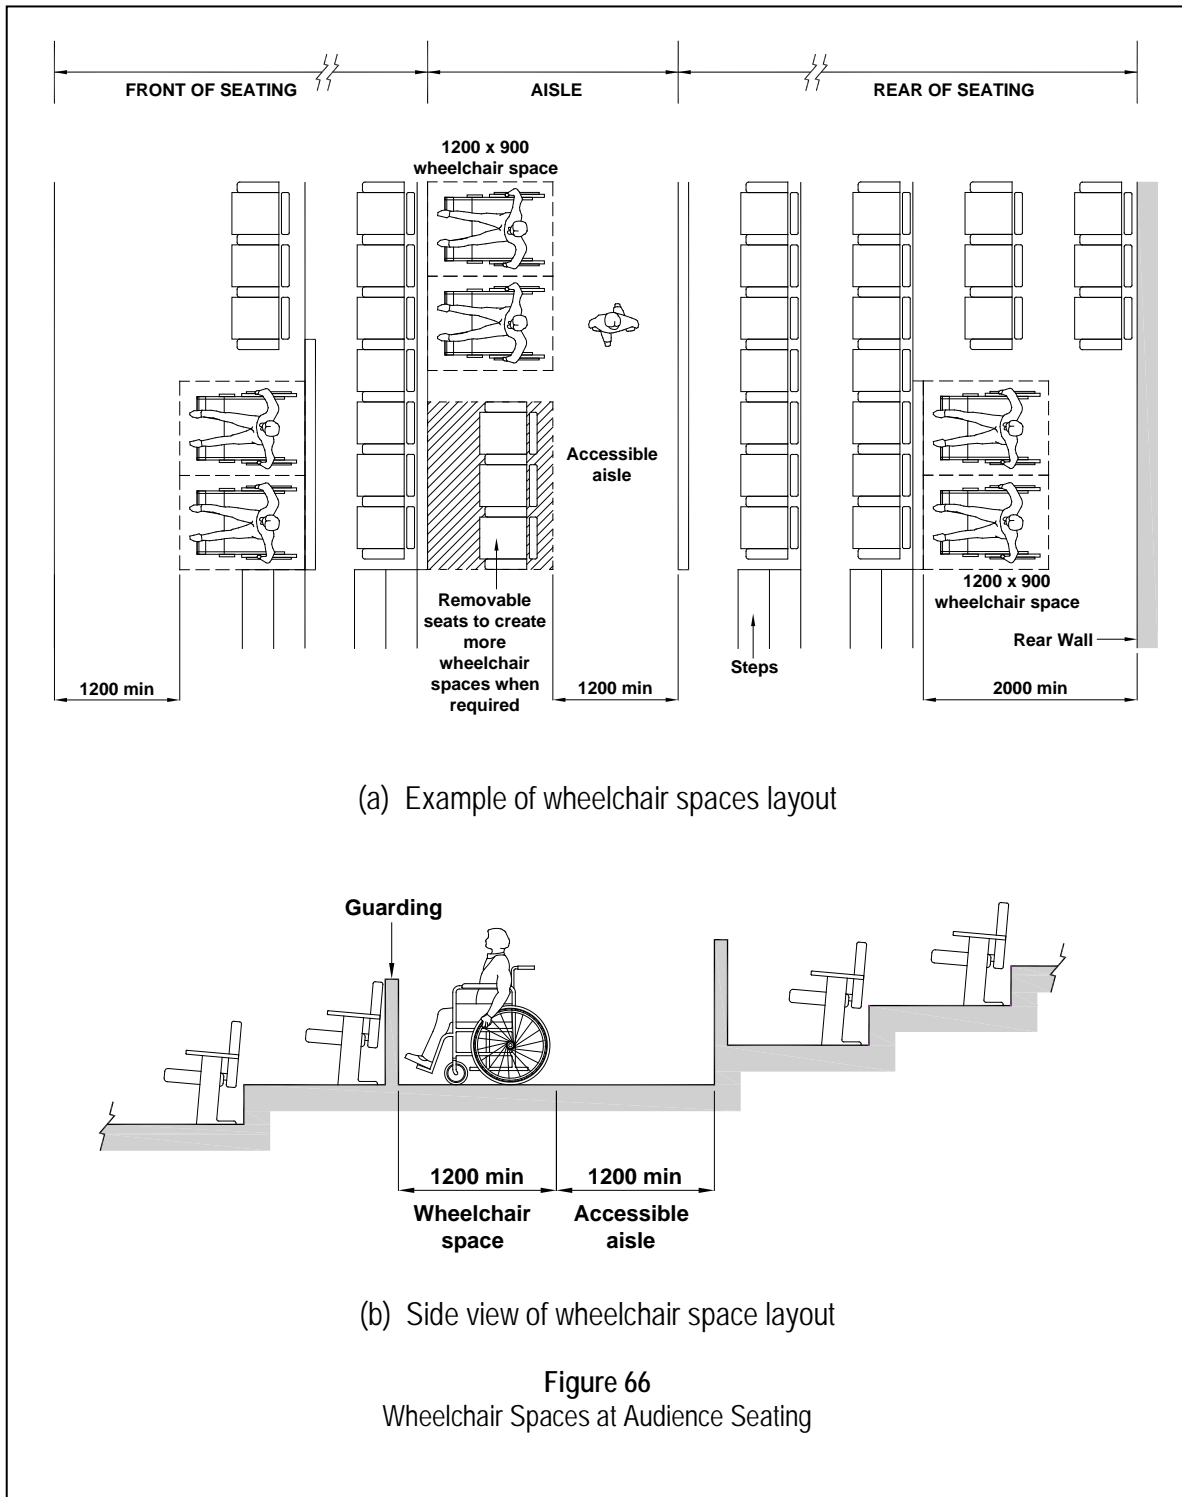 FRONT OF SEATING
AISLE
REAR OF SEATING
1200 x 900
wheelchair space
Accessible
aisle
Removable
seats to create
more
wheelchair
spaces when
required
1200 x 900
wheelchair space
Rear Wall
Steps
1200 min
1200 min
2000 min
(a) Example of wheelchair spaces layout
Guarding
1200 min
1200 min
Wheelchair
space
Accessible
aisle
(b) Side view of wheelchair space layout
Figure 66
Wheelchair Spaces at Audience Seating